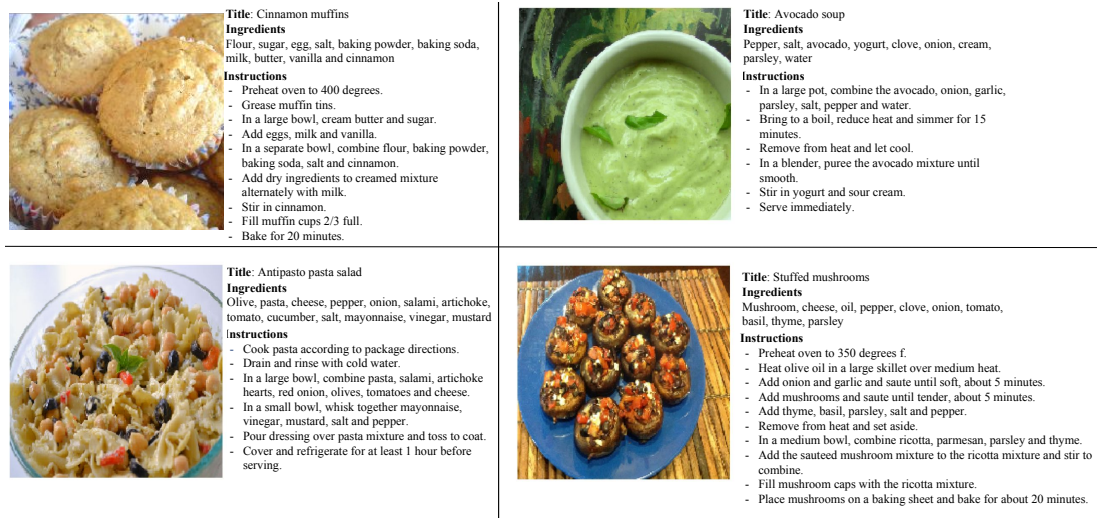 Title: Cinnamon muffins
Ingredients
Flour, sugar, egg, salt, baking powder, baking soda,
milk, butter, vanilla and cinnamon
Instructions
- Preheat oven to 400 degrees.
- Grease muffin tins.
- In a large bowl, cream butter and sugar.
- Add eggs, milk and vanilla.
- In a separate bowl, combine flour, baking powder,
baking soda, salt and cinnamon.
- Add dry ingredients to creamed mixture
alternately with milk.
- Stir in cinnamon.
- Fill muffin cups 2/3 full.
- Bake for 20 minutes.
Title: Avocado soup
Ingredients
Pepper, salt, avocado, yogurt, clove, onion, cream,
parsley, water
Instructions
- In a large pot, combine the avocado, onion, garlic,
parsley, salt, pepper and water.
- Bring to a boil, reduce heat and simmer for 15
minutes.
- Remove from heat and let cool.
- In a blender, puree the avocado mixture until
smooth.
- Stir in yogurt and sour cream.
- Serve immediately.
Title: Antipasto pasta salad
Ingredients
Olive, pasta, cheese, pepper, onion, salami, artichoke,
tomato, cucumber, salt, mayonnaise, vinegar, mustard
Instructions
- Cook pasta according to package directions.
- Drain and rinse with cold water.
- In a large bowl, combine pasta, salami, artichoke
hearts, red onion, olives, tomatoes and cheese.
- In a small bowl, whisk together mayonnaise,
vinegar, mustard, salt and pepper.
- Pour dressing over pasta mixture and toss to coat.
- Cover and refrigerate for at least 1 hour before
serving.
Title: Stuffed mushrooms
Ingredients
Mushroom, cheese, oil, pepper, clove, onion, tomato,
basil, thyme, parsley
Instructions
- Preheat oven to 350 degrees f.
- Heat olive oil in a large skillet over medium heat.
- Add onion and garlic and saute until soft, about 5 minutes.
- Add mushrooms and saute until tender, about 5 minutes.
- Add thyme, basil, parsley, salt and pepper.
- Remove from heat and set aside.
- In a medium bowl, combine ricotta, parmesan, parsley and thyme.
- Add the sauteed mushroom mixture to the ricotta mixture and stir to
combine.
- Fill mushroom caps with the ricotta mixture.
- Place mushrooms on a baking sheet and bake for about 20 minutes.